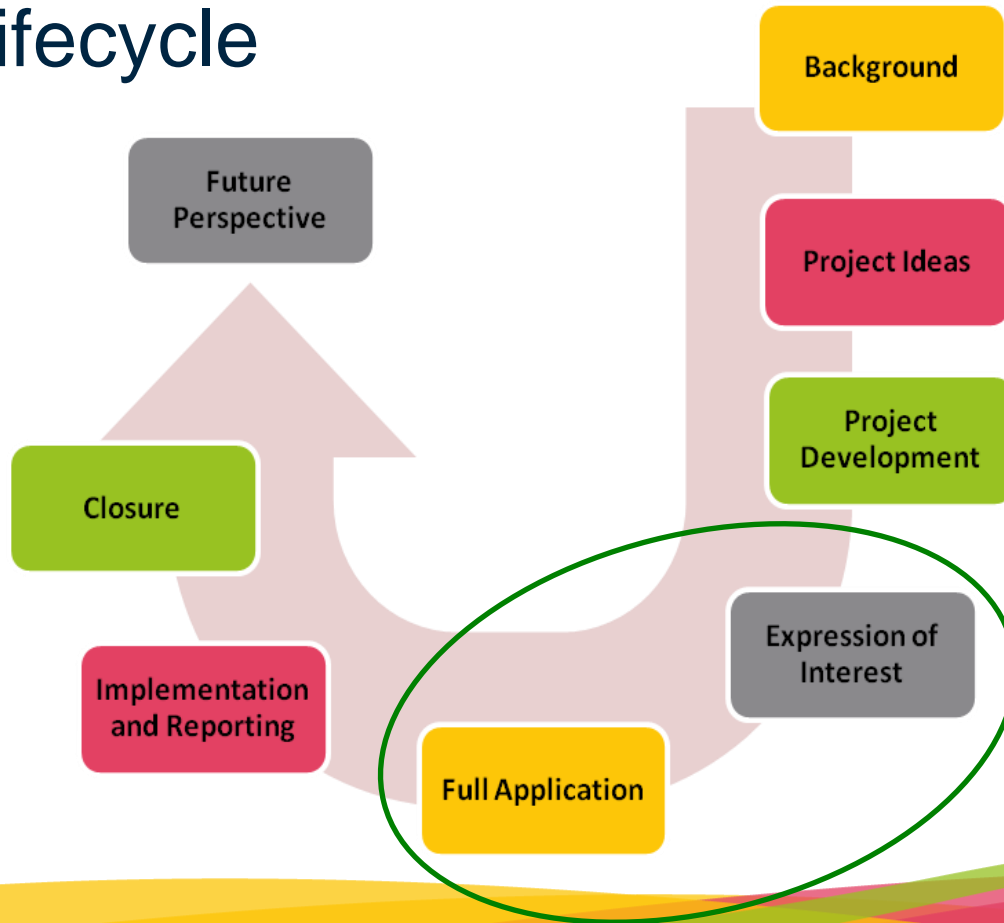 ifecycle
Background
Project Ideas
Project
Development
Expression of
Interest
Full Application
Implementation
and Reporting
Closure
Future
Perspective